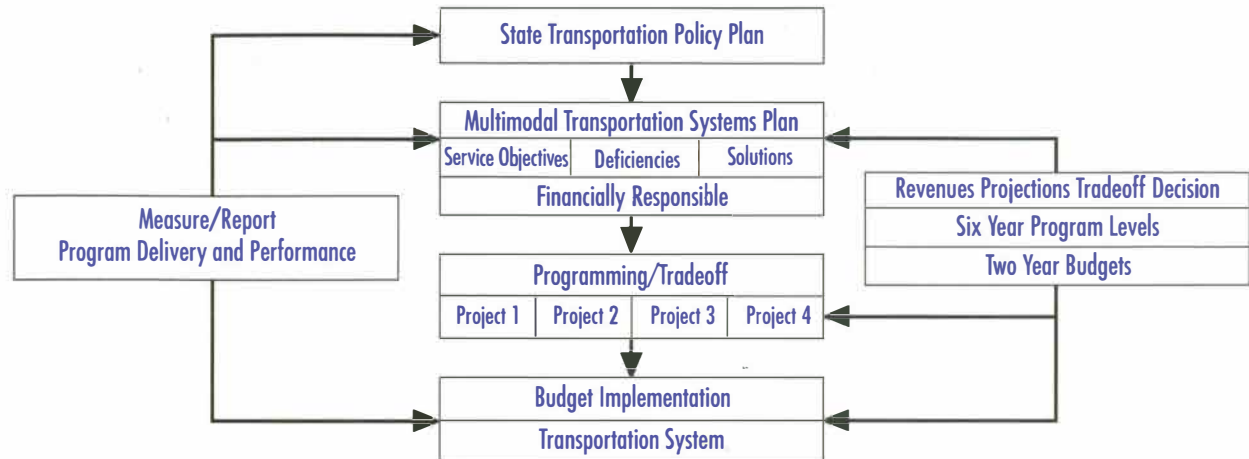 State Transportation Policy Plan
Multimodal Transportation Systems Plan
Service Objectives
Deficiencies
Solutions
Financially Responsible
Measure/Report
Program Delivery and Performance
Revenues Projections Tradeoff Decision
Six Year Program Levels
Two Year Budgets
Programming/Tradeoff
Project 1
Project 2
Project 3
Project 4
Budget Implementation
Transportation System